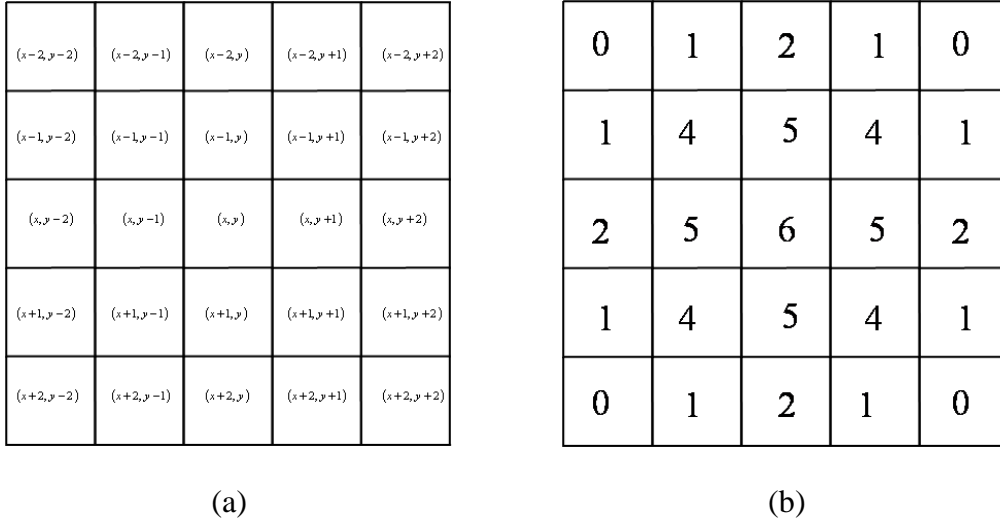 (x−2, y−2) (x−2, y−1) (x−2, y) (x−2, y+1) (x−2, y+2)
(x−1, y−2) (x−1, y−1) (x−1, y) (x−1, y+1) (x−1, y+2)
(x, y−2) (x, y−1) (x, y) (x, y+1) (x, y+2)
(x+1, y−2) (x+1, y−1) (x+1, y) (x+1, y+1) (x+1, y+2)
(x+2, y−2) (x+2, y−1) (x+2, y) (x+2, y+1) (x+2, y+2)
(a)
0 1 2 1 0
1 4 5 4 1
2 5 6 5 2
1 4 5 4 1
0 1 2 1 0
(b)